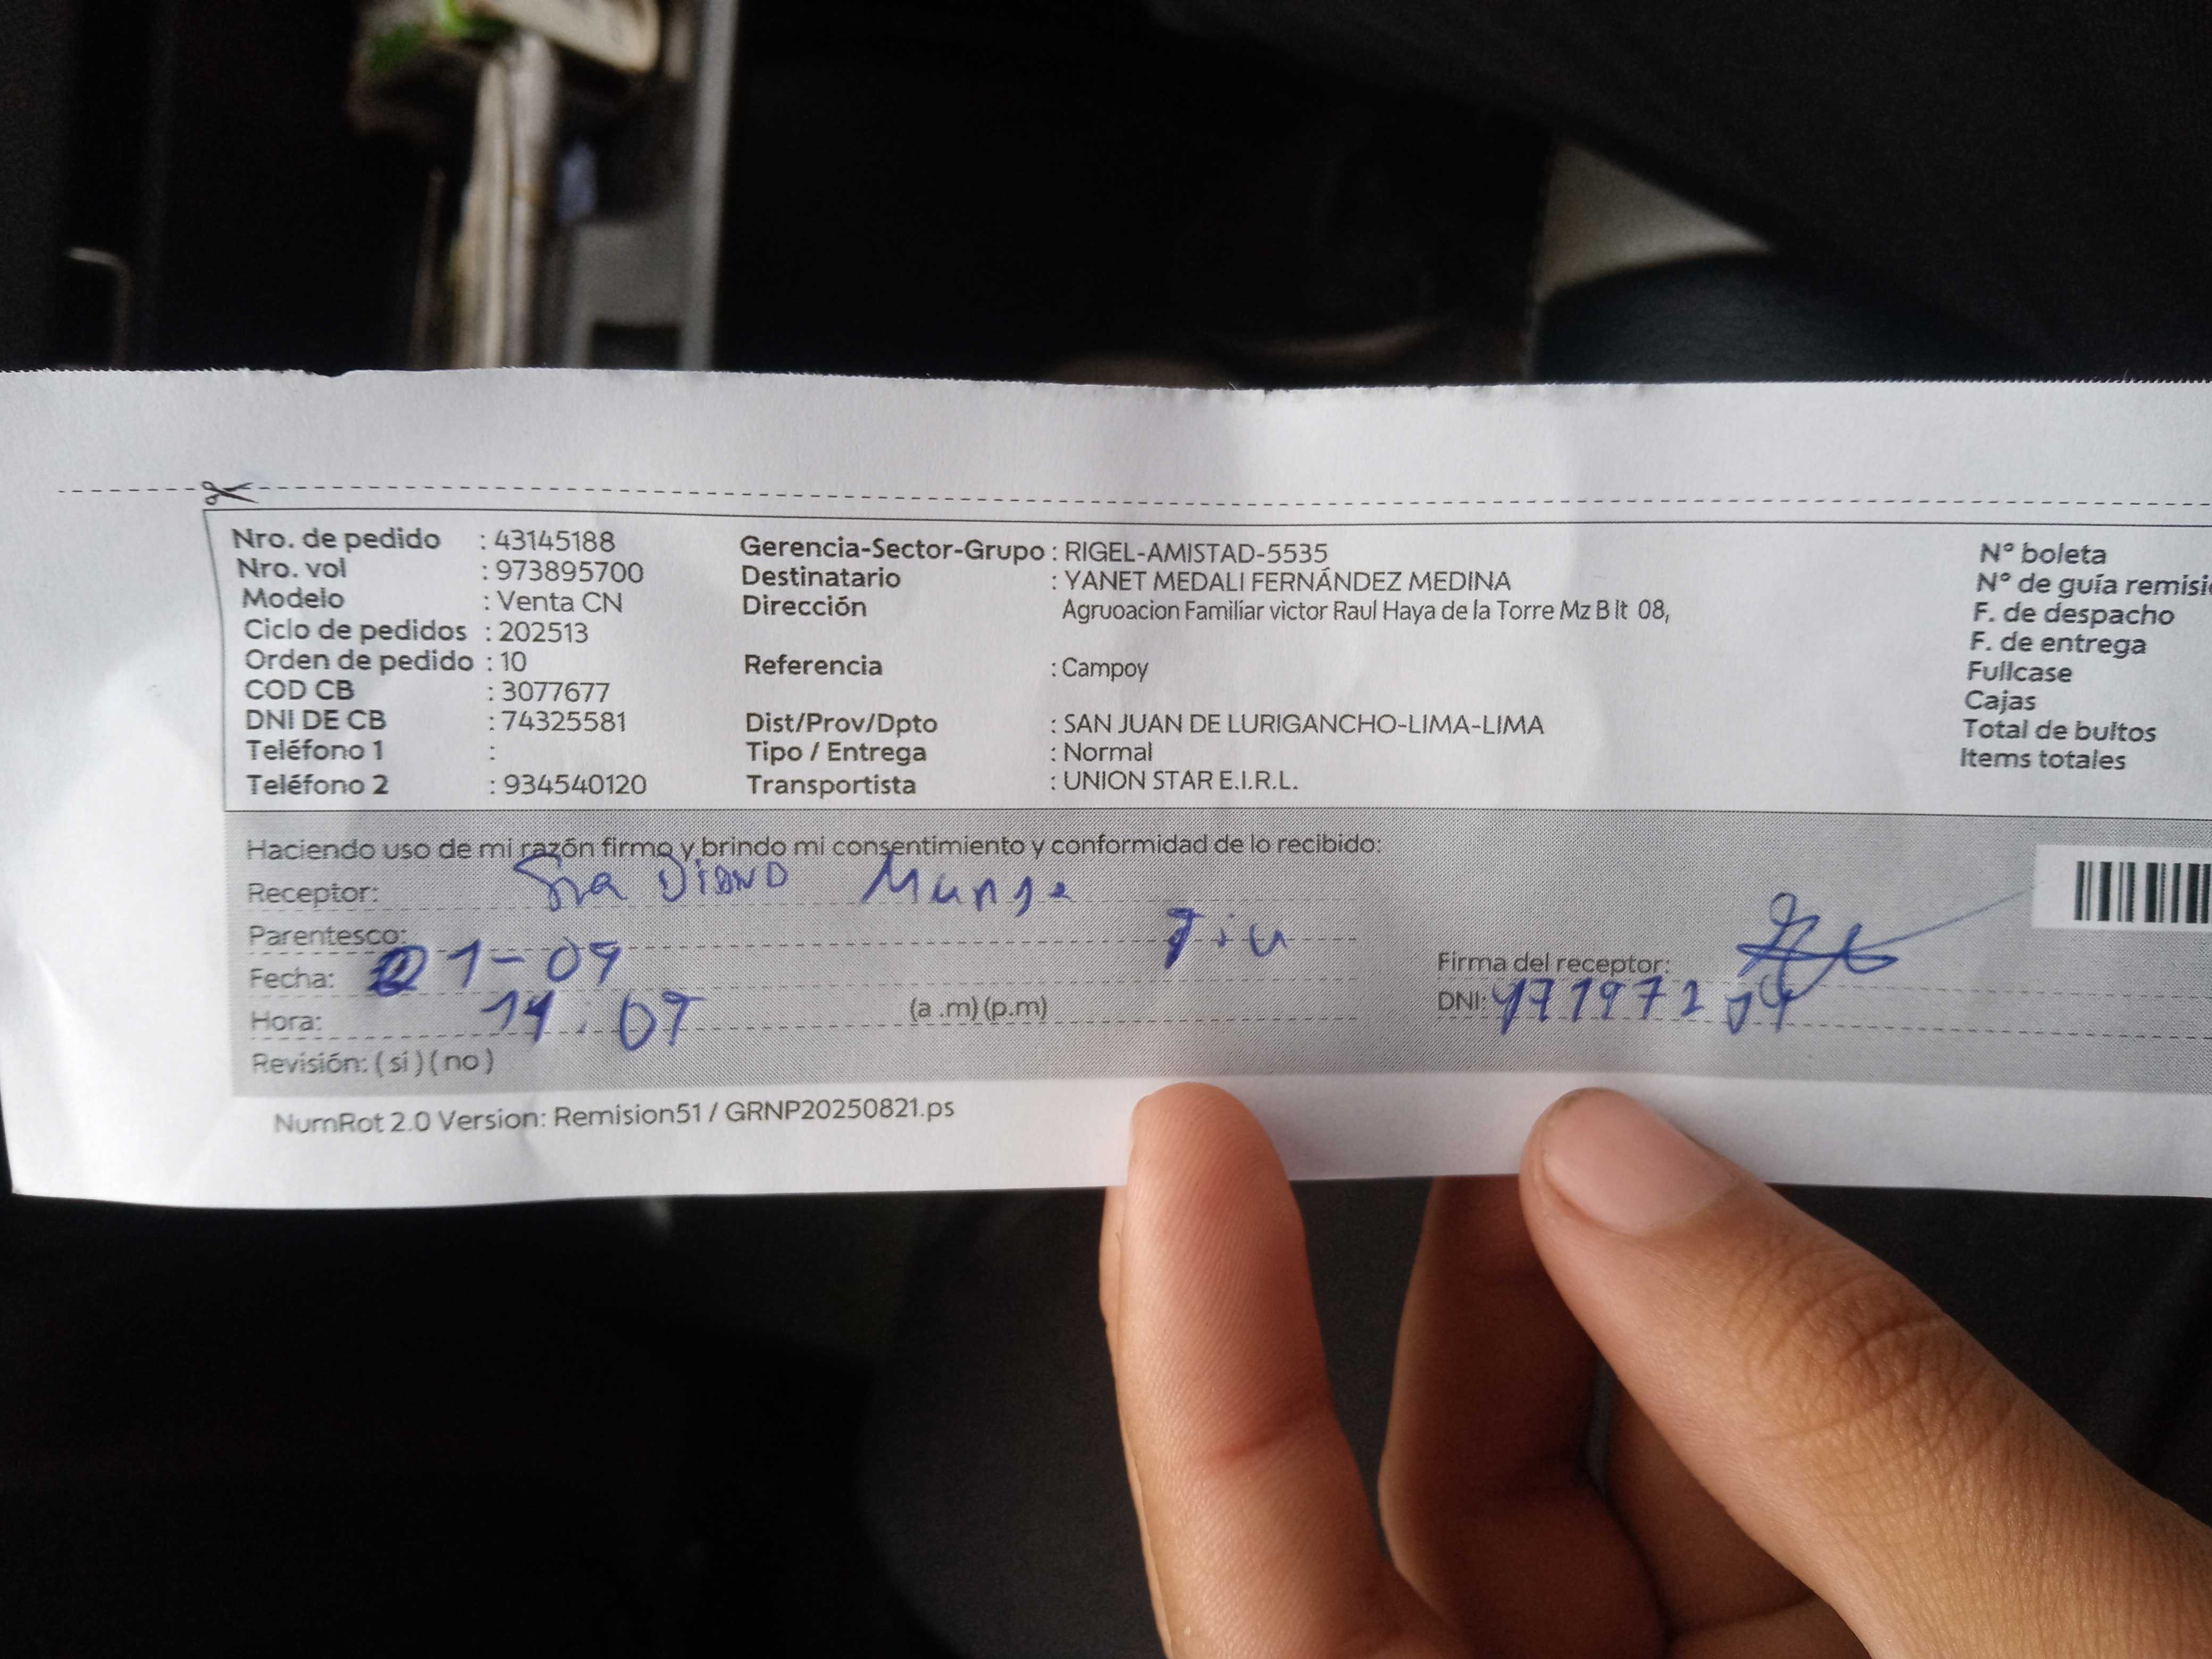 Nro. de pedido : 43145188
Nro. vol : 973895700
Modelo : Venta CN
Ciclo de pedidos : 202513
Orden de pedido : 10
COD CB : 3077677
DNI DE CB : 74325581
Teléfono 1 :
Teléfono 2 : 934540120
Gerencia-Sector-Grupo : RIGEL-AMISTAD-5535
Destinatario : YANET MEDALI FERNÁNDEZ MEDINA
Dirección Agruoacion Familiar victor Raul Haya de la Torre Mz B lt 08,
Referencia : Campoy
Dist/Prov/Dpto : SAN JUAN DE LURIGANCHO-LIMA-LIMA
Tipo / Entrega : Normal
Transportista : UNION STAR E.I.R.L.
N° boleta
N° de guía
F. de despacho
F. de entrega
Fullcase
Cajas
Total de bultos
Items totales
Haciendo uso de mi razón firmo y brindo mi consentimiento y conformidad de lo recibido:
Receptor: Sra
Parentesco:
Fecha: 01-09
Hora: (a .m) (p.m)
Revisión: ( si ) ( no )
Firma del receptor:
DNI:
NumRot 2.0 Version: Remision51 / GRNP20250821.ps